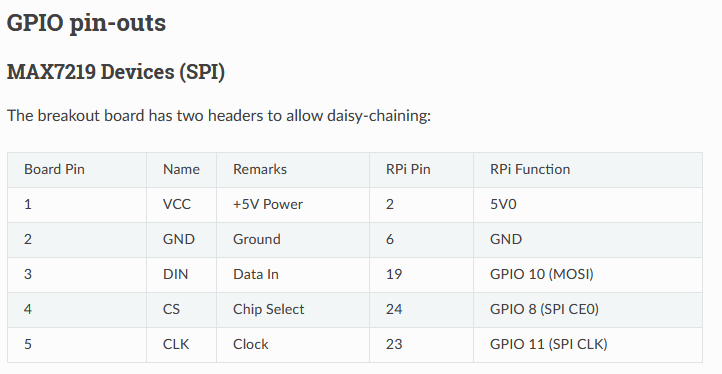 GPIO pin-outs
MAX7219 Devices (SPI)
The breakout board has two headers to allow daisy-chaining:
Board Pin Name Remarks RPi Pin RPi Function
1 VCC +5V Power 2 5V0
2 GND Ground 6 GND
3 DIN Data In 19 GPIO 10 (MOSI)
4 CS Chip Select 24 GPIO 8 (SPI CE0)
5 CLK Clock 23 GPIO 11 (SPI CLK)